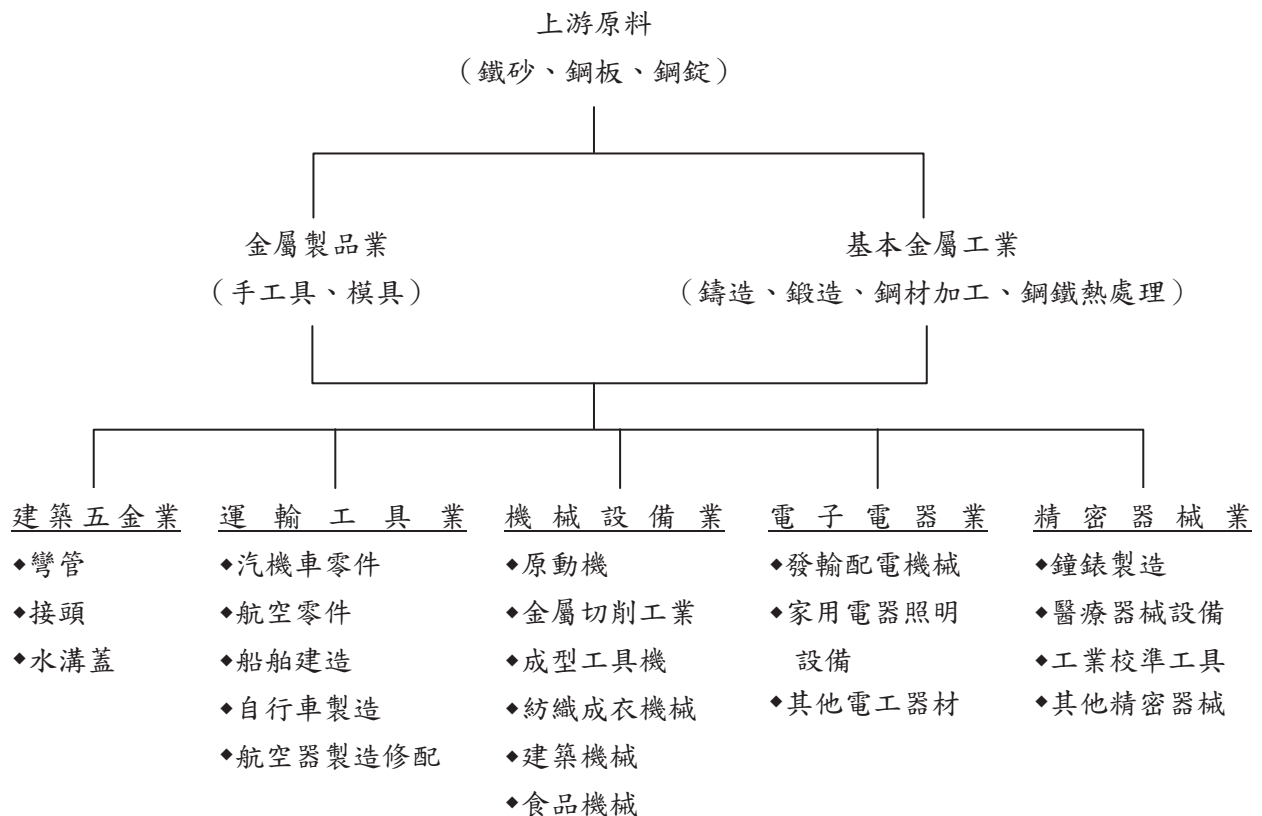 上游原料
（鐵砂、鋼板、鋼錠）
金屬製品業
（手工具、模具）
基本金屬工業
（鑄造、鍛造、鋼材加工、鋼鐵熱處理）
建築五金業
◆彎管
◆接頭
◆水溝蓋
運輸工具業
◆汽機車零件
◆航空零件
◆船舶建造
◆自行車製造
◆航空器製造修配
機械設備業
◆原動機
◆金屬切削工業
◆成型工具機
◆紡織成衣機械
◆建築機械
◆食品機械
電子電器業
◆發輸配電機械
◆家用電器照明
設備
◆其他電工器材
精密器械業
◆鐘錶製造
◆醫療器械設備
◆工業校準工具
◆其他精密器械